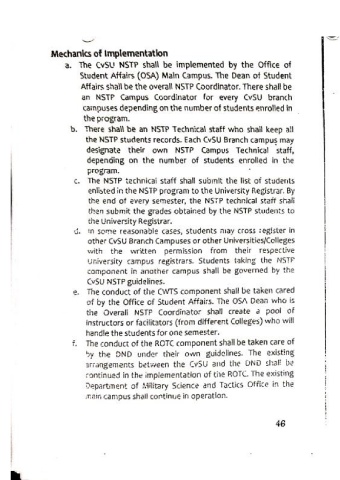 Mechanics of Implementation
a. The CvSU NSTP shall be implemented by the Office of
Student Affairs (OSA) Main Campus. The Dean of Student
Affairs shall be the overall NSTP Coordinator. There shall be
an NSTP Campus Coordinator for every CvSU branch
campuses depending on the number of students enrolled in
the program.
b. There shall be an NSTP Technical staff who shall keep all
the NSTP students records. Each CvSU Branch campus may
designate their own NSTP Campus Technical staff,
depending on the number of students enrolled in the
program.
c. The NSTP technical staff shall submit the list of students
enlisted in the NSTP program to the University Registrar. By
the end of every semester, the NSTP technical staff shall
then submit the grades obtained by the NSTP students to
the University Registrar.
d. In some reasonable cases, students may cross register in
other CvSU Branch Campuses or other Universities/Colleges
with the written permission from their respective
University campus registrars. Students taking the NSTP
component in another campus shall be governed by the
CvSU NSTP guidelines.
e. The conduct of the CWTS component shall be taken cared
of by the Office of Student Affairs. The OSA Dean who is
the Overall NSTP Coordinator shall create a pool of
instructors or facilitators (from different Colleges) who will
handle the students for one semester.
f. The conduct of the ROTC component shall be taken care of
by the DND under their own guidelines. The existing
arrangements between the CvSU and the DND shall be
continued in the implementation of the ROTC. The existing
Department of Military Science and Tactics Office in the
main campus shall continue in operation.
46